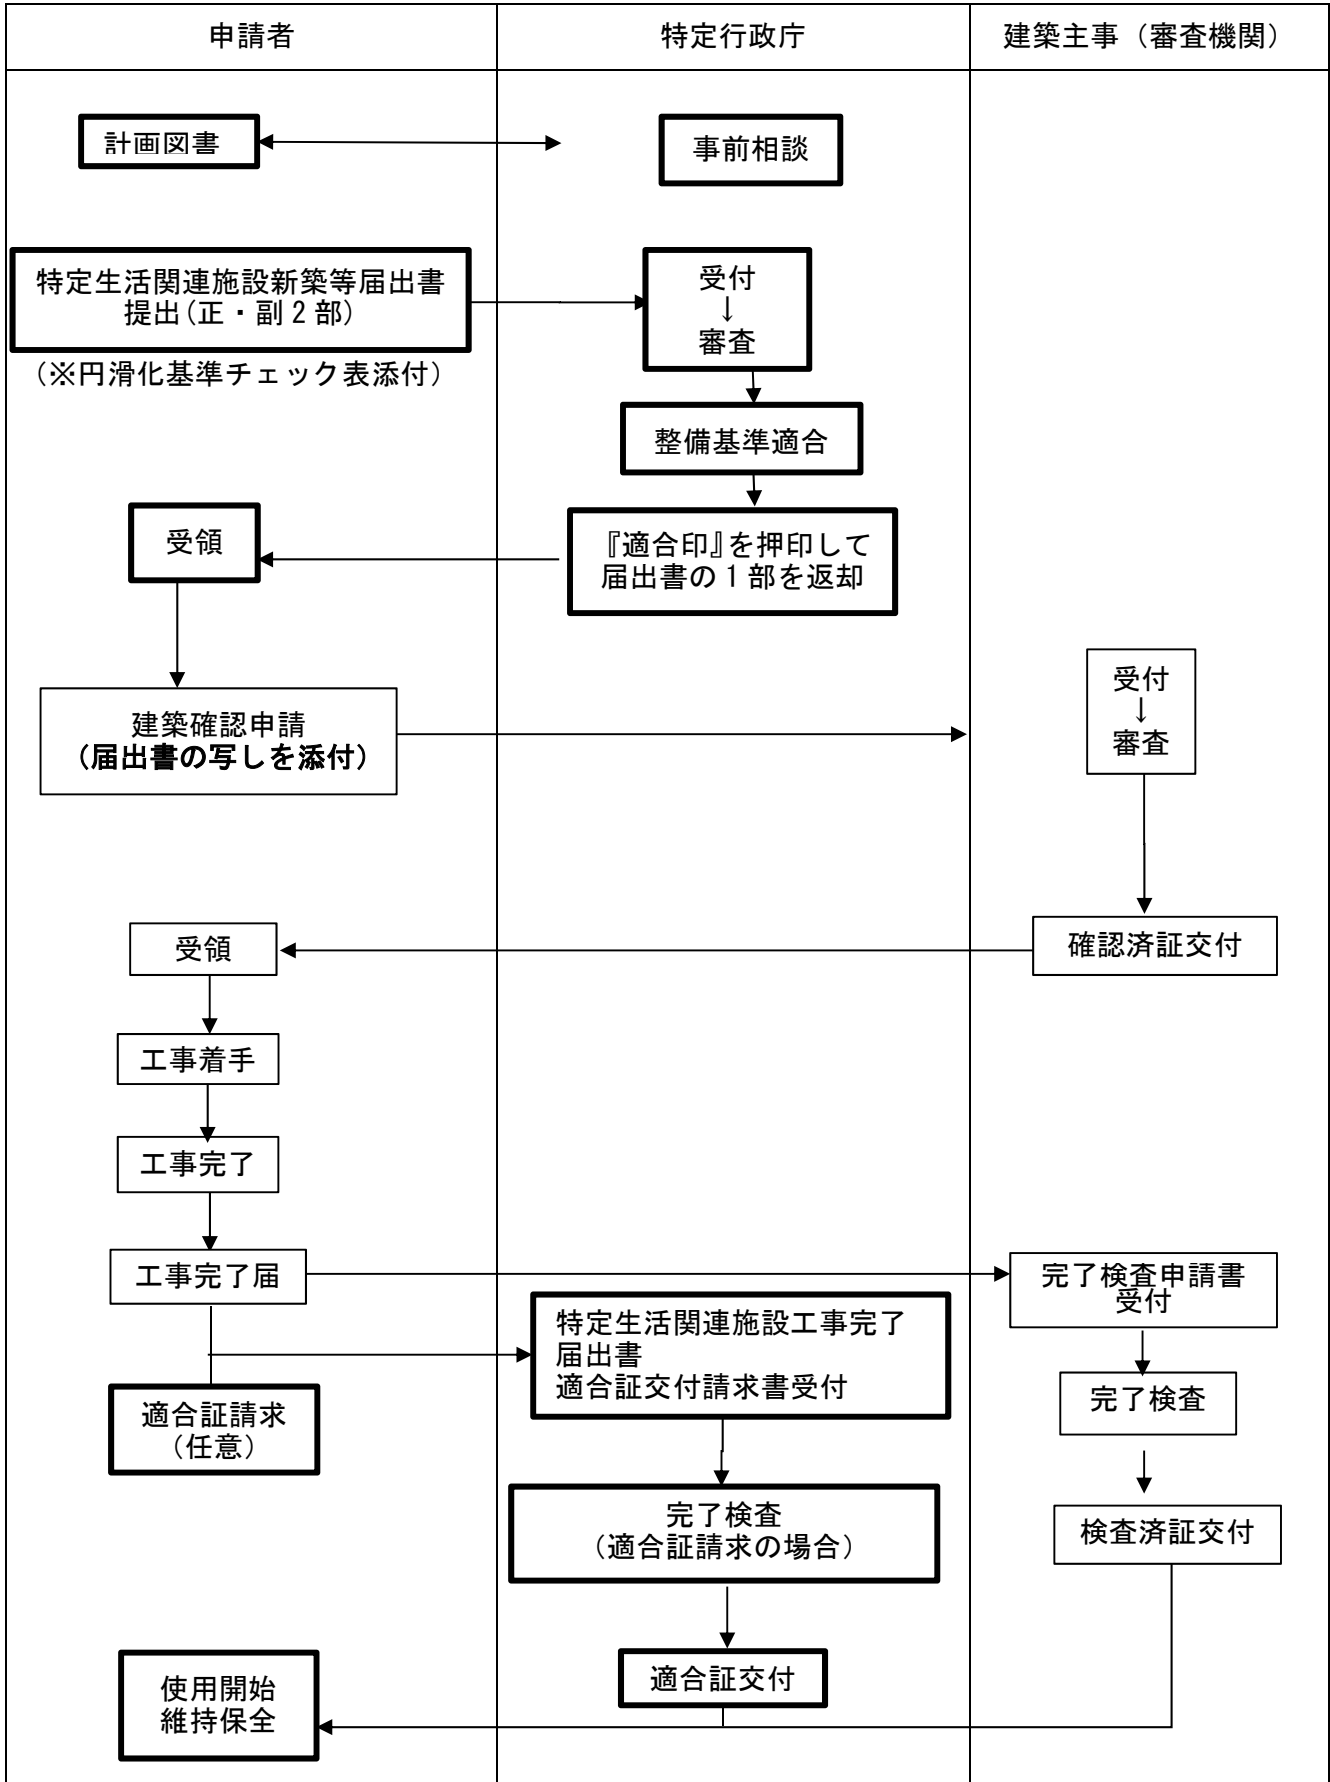 申請者
特定行政庁
建築主事（審査機関）
計画図書
事前相談
特定生活関連施設新築等届出書
提出(正・副２部)
（※円滑化基準チェック表添付）
受付
↓
審査
整備基準適合
受領
『適合印』を押印して
届出書の１部を返却
建築確認申請
（届出書の写しを添付）
受付
↓
審査
受領
確認済証交付
工事着手
工事完了
工事完了届
完了検査申請書
受付
特定生活関連施設工事完了
届出書
適合証交付請求書受付
完了検査
適合証請求
（任意）
完了検査
（適合証請求の場合）
検査済証交付
適合証交付
使用開始
維持保全